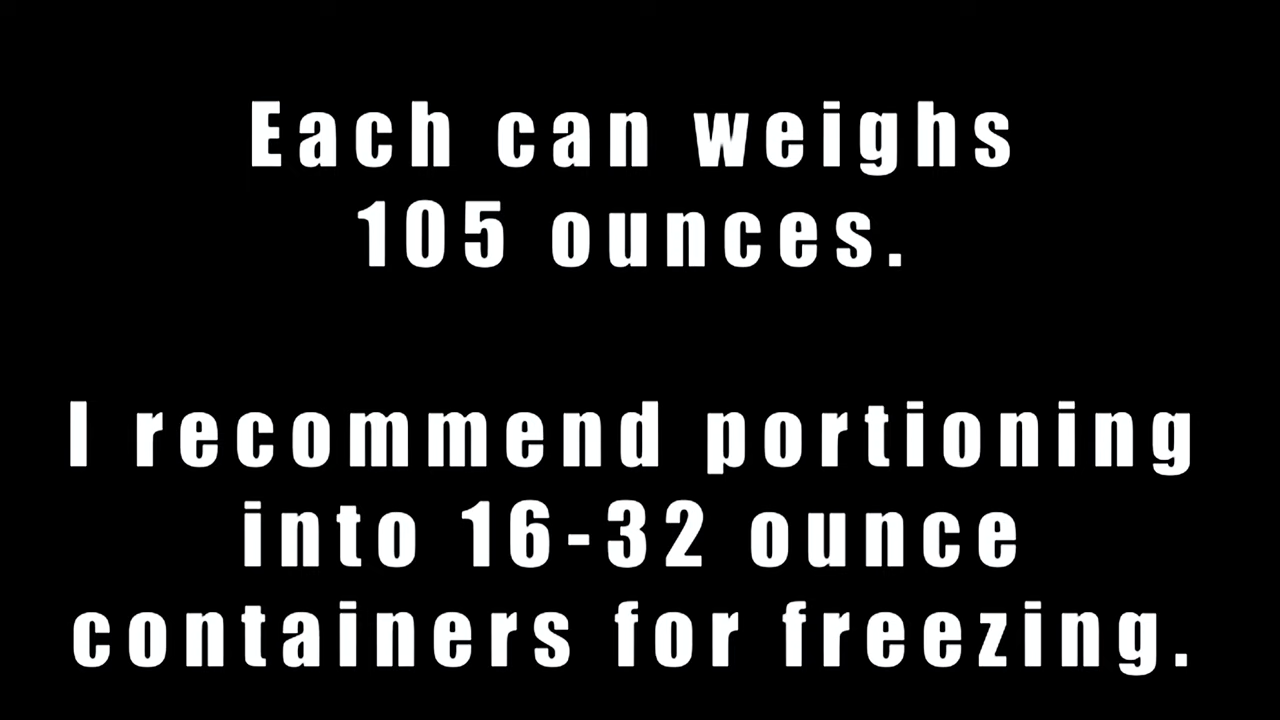 Each can weighs
105 ounces.
I recommend portioning
into 16-32 ounce
containers for freezing.